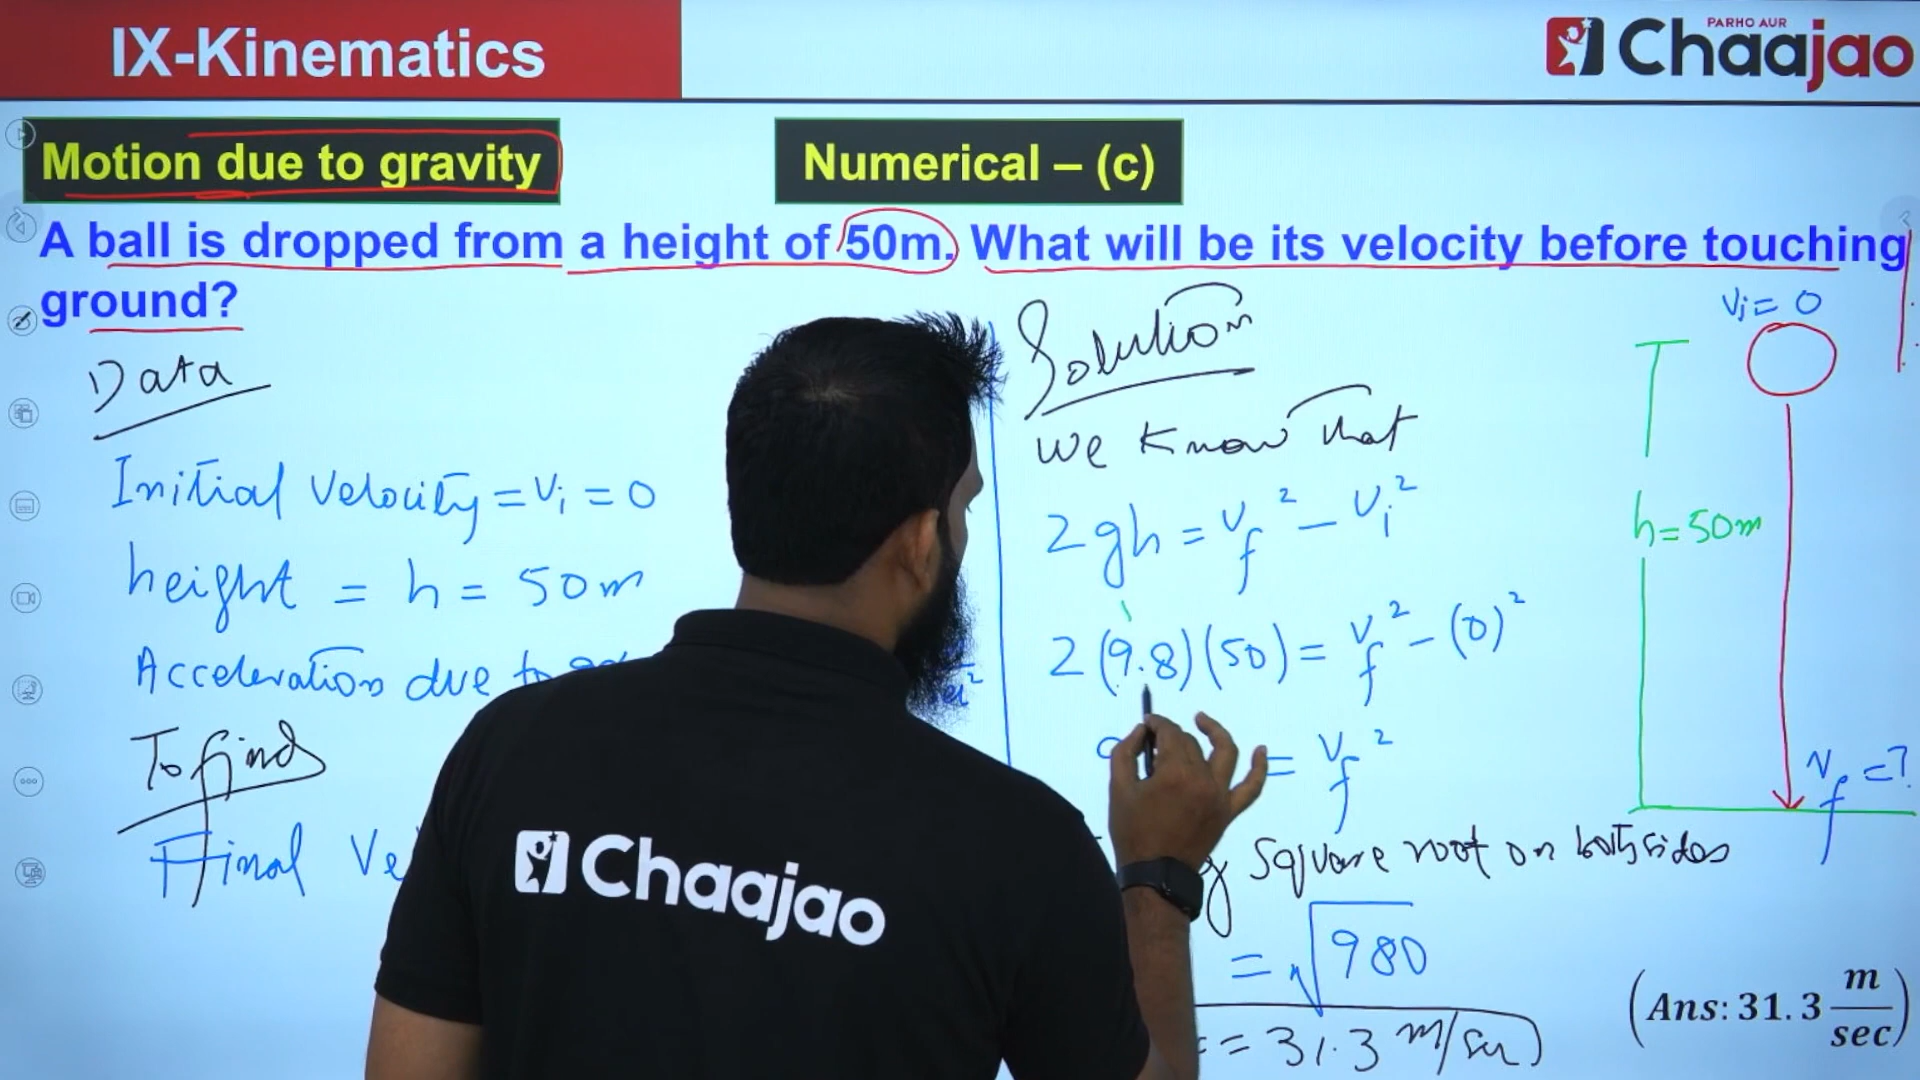 IX-Kinematics
PARHO AUR
Chaajao
Motion due to gravity
Numerical – (c)
A ball is dropped from a height of 50m. What will be its velocity before touching
ground?
Data
Initial Velocity = Vi = 0
height = h = 50m
Acceleration due to
To find
Final Ve
Solution
We Know that
2gh = Vf² – Vi²
2(9.8)(50) = Vf² – (0)²
9 = Vf²
Square root on both sides
= √980
= 31.3 m/sec
Vi = 0
h = 50m
Vf = ?
(Ans: 31.3 m/sec)
Chaajao